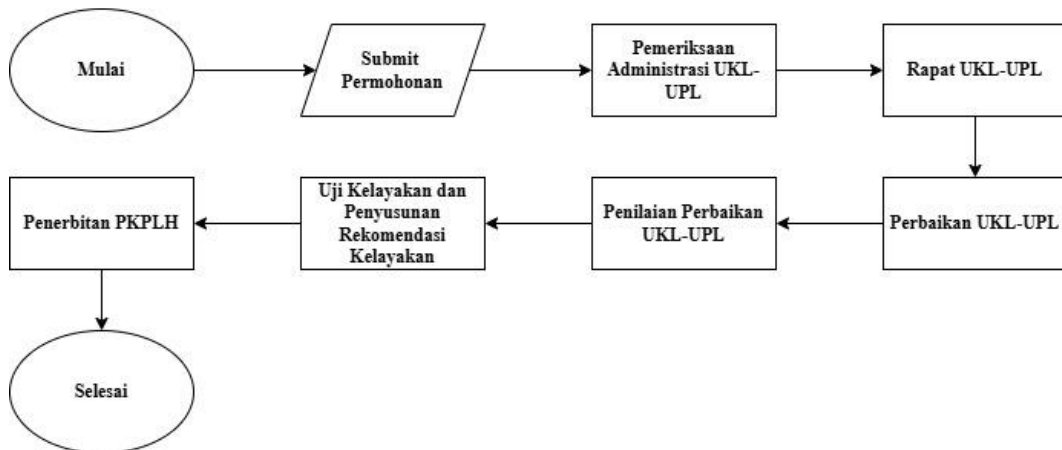 Mulai
Submit
Permohonan
Pemeriksaan
Administrasi UKL-
UPL
Rapat UKL-UPL
Perbaikan UKL-UPL
Penilaian Perbaikan
UKL-UPL
Uji Kelayakan dan
Penyusunan
Rekomendasi
Kelayakan
Penerbitan PKPLH
Selesai